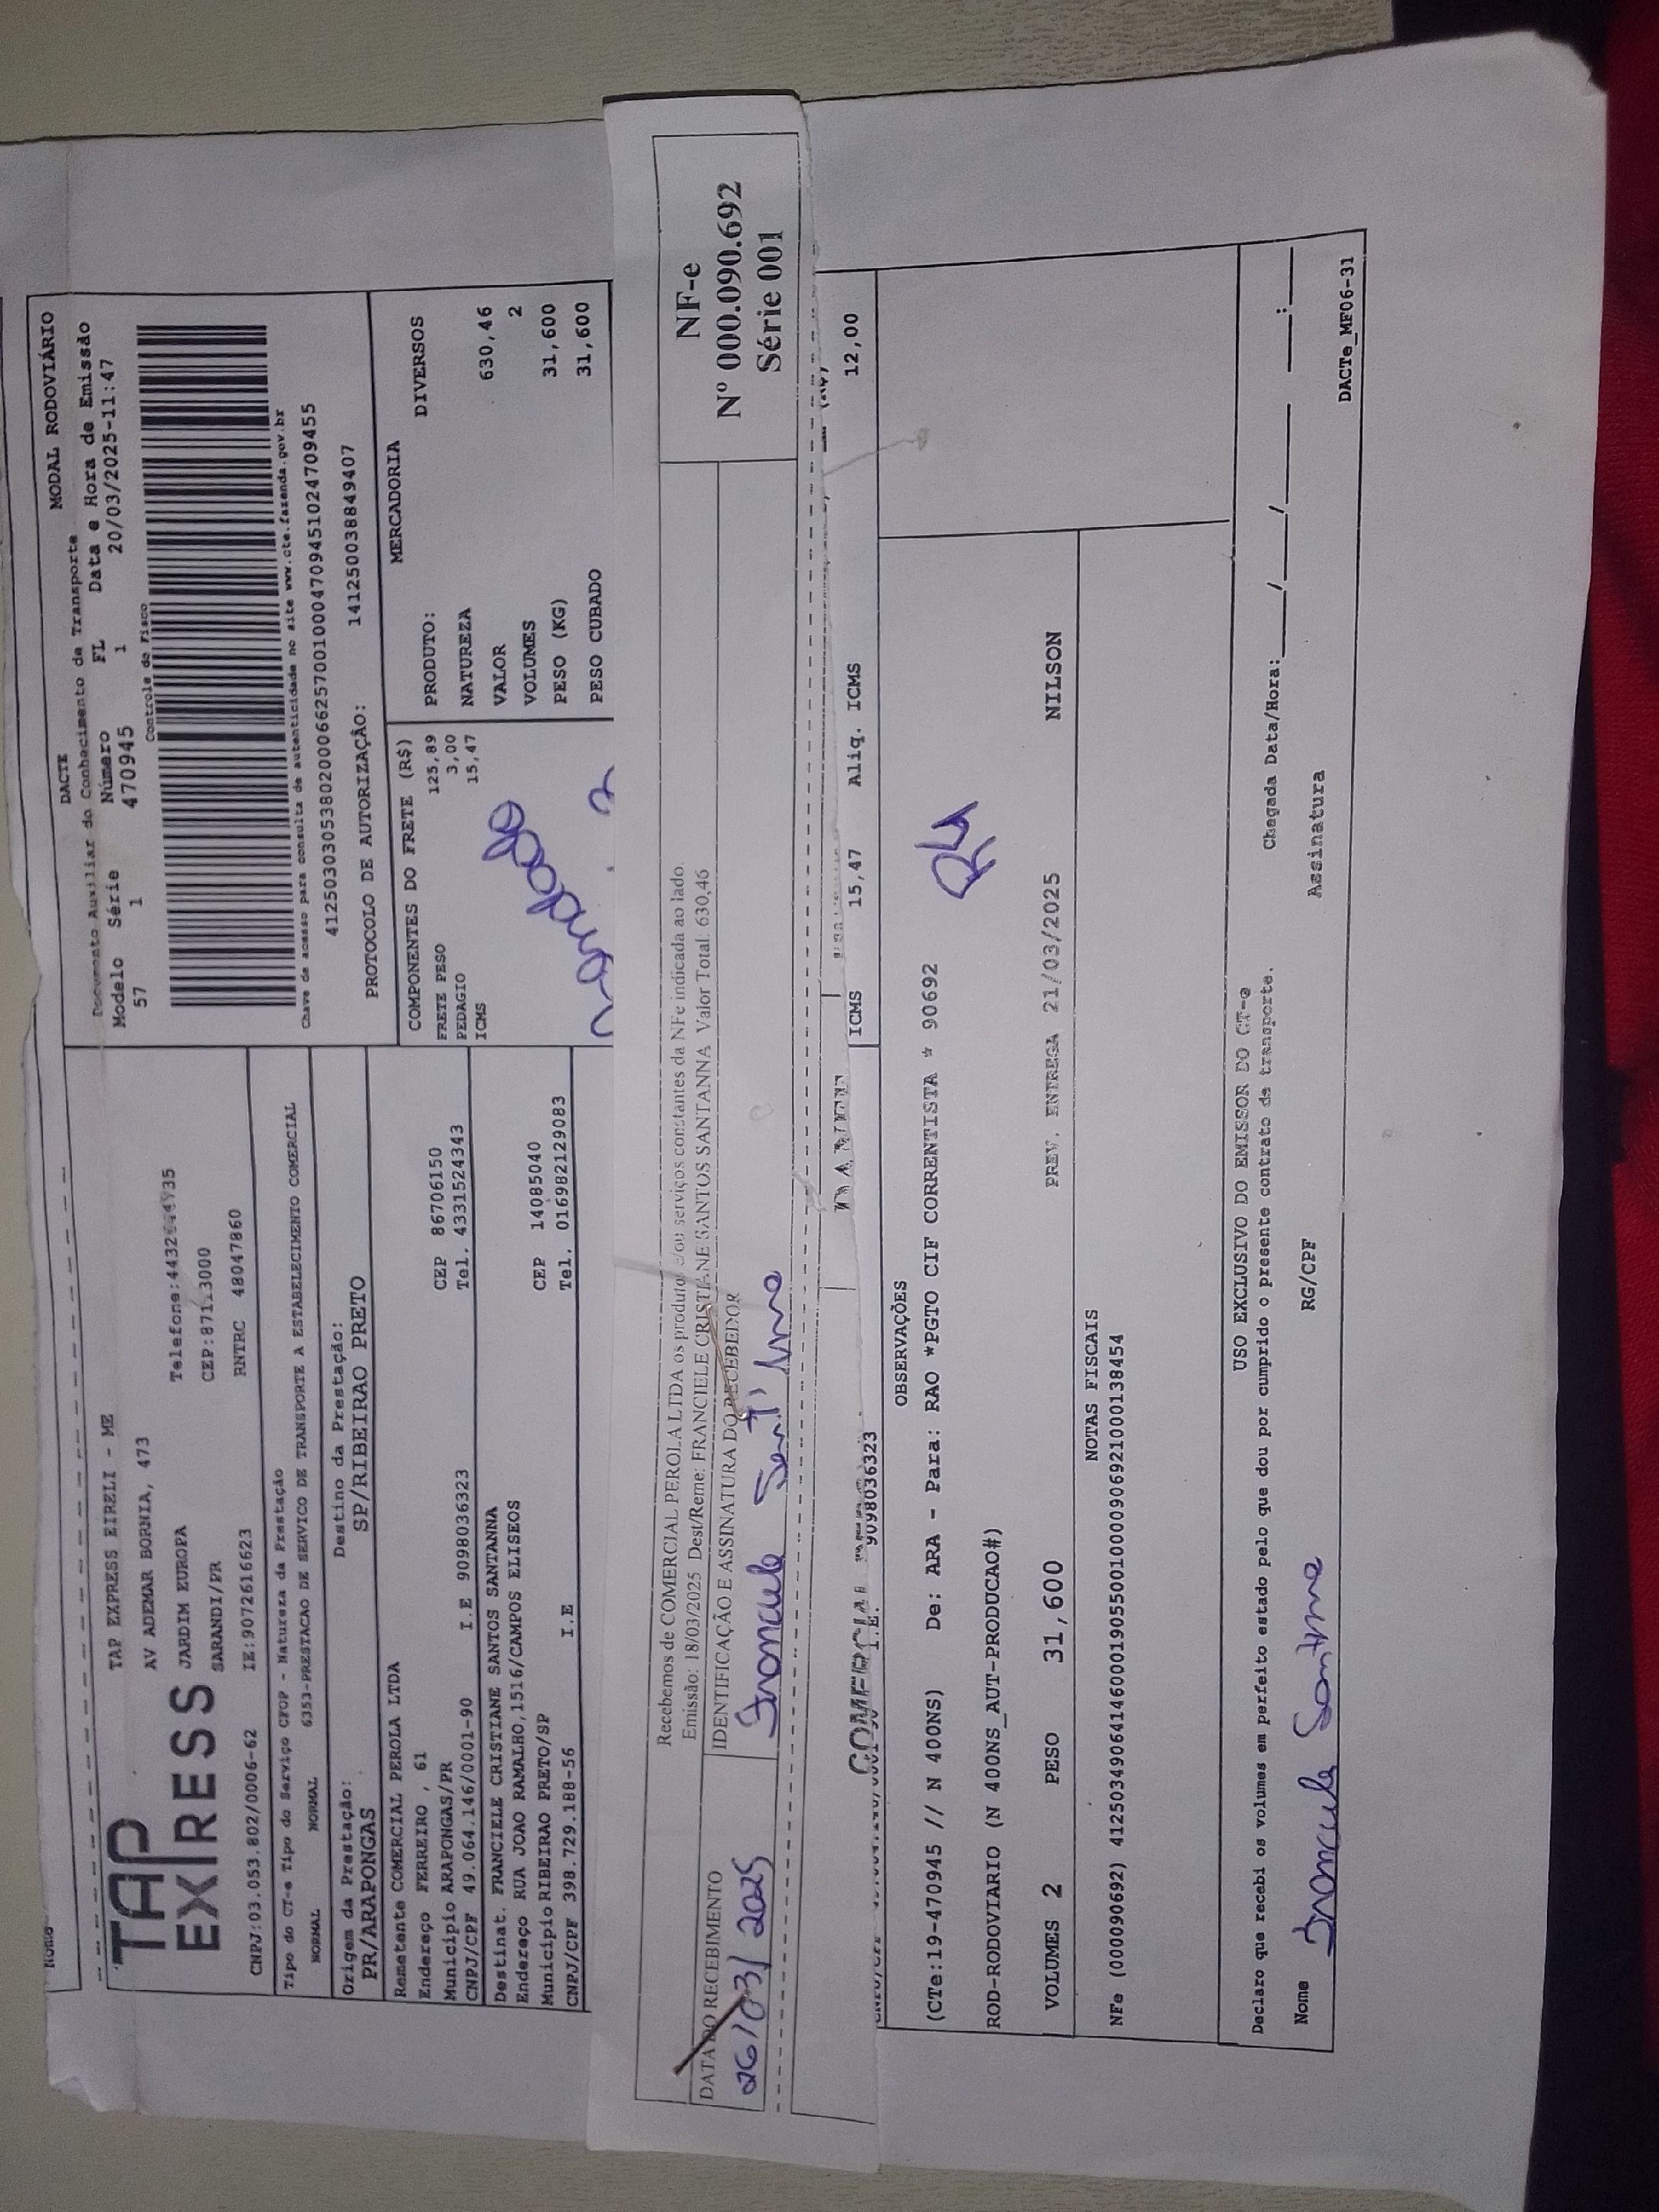 Nome
DACTE
MODAL RODOVIÁRIO
Documento Auxiliar do Conhecimento de Transporte
Modelo Série Número FL Data e Hora de Emissão
57 1 470945 1 20/03/2025-11:47
Controle do Fisco
Chave de acesso para consulta de autenticidade no site www.cte.fazenda.gov.br
41250303053802000662570010004709451024709455
PROTOCOLO DE AUTORIZAÇÃO: 141250038849407
TAP
EXPRESS
TAP EXPRESS EIRELI - ME
AV ADEMAR BORNIA, 473
JARDIM EUROPA
SARANDI/PR
CNPJ:03.053.802/0006-62 IE:9072616623 RNTRC 48047860
Tipo do CT-e Tipo do Serviço CFOP - Natureza da Prestação
NORMAL NORMAL 6353-PRESTACAO DE SERVICO DE TRANSPORTE A ESTABELECIMENTO COMERCIAL
Origem da Prestação: Destino da Prestação:
PR/ARAPONGAS SP/RIBEIRAO PRETO
Remetente COMERCIAL PEROLA LTDA
Endereço FERREIRO , 61 CEP 86706150
Município ARAPONGAS/PR Tel. 4331524343
CNPJ/CPF 49.064.146/0001-90 I.E 9098036323
Destinat. FRANCIELE CRISTIANE SANTOS SANTANNA
Endereço RUA JOAO RAMALHO,1516/CAMPOS ELISEOS CEP 14085040
Município RIBEIRAO PRETO/SP Tel. 016982129083
CNPJ/CPF 398.729.188-56 I.E
COMPONENTES DO FRETE (R$)
FRETE PESO 125,89
PEDAGIO 3,00
ICMS 15,47
MERCADORIA
PRODUTO: DIVERSOS
NATUREZA
VALOR 630,46
VOLUMES 2
PESO (KG) 31,600
PESO CUBADO 31,600
Recebemos de COMERCIAL PEROLA LTDA os produtos e/ou serviços constantes da NFe indicada ao lado.
Emissão: 18/03/2025 Dest/Reme: FRANCIELE CRISTIANE SANTOS SANTANNA Valor Total: 630,46
DATA DO RECEBIMENTO IDENTIFICAÇÃO E ASSINATURA DO RECEBEDOR
26/03/2025
NF-e
Nº 000.090.692
Série 001
I.E. 9098036323
ICMS 15,47 Aliq. ICMS 12,00
OBSERVAÇÕES
(CTe:19-470945 // N 400NS) De: ARA - Para: RAO *PGTO CIF CORRENTISTA * 90692
ROD-RODOVIARIO (N 400NS_AUT-PRODUCAO#)
VOLUMES 2 PESO 31,600 PREV. ENTREGA 21/03/2025 NILSON
NOTAS FISCAIS
NFe (000090692) 41250349064146000190550010000906921000138454
USO EXCLUSIVO DO EMISSOR DO CT-e
Declaro que recebi os volumes em perfeito estado pelo que dou por cumprido o presente contrato de transporte. Chegada Data/Hora:____/____/______ ___:___
Nome RG/CPF Assinatura
DACTe_MF06-31